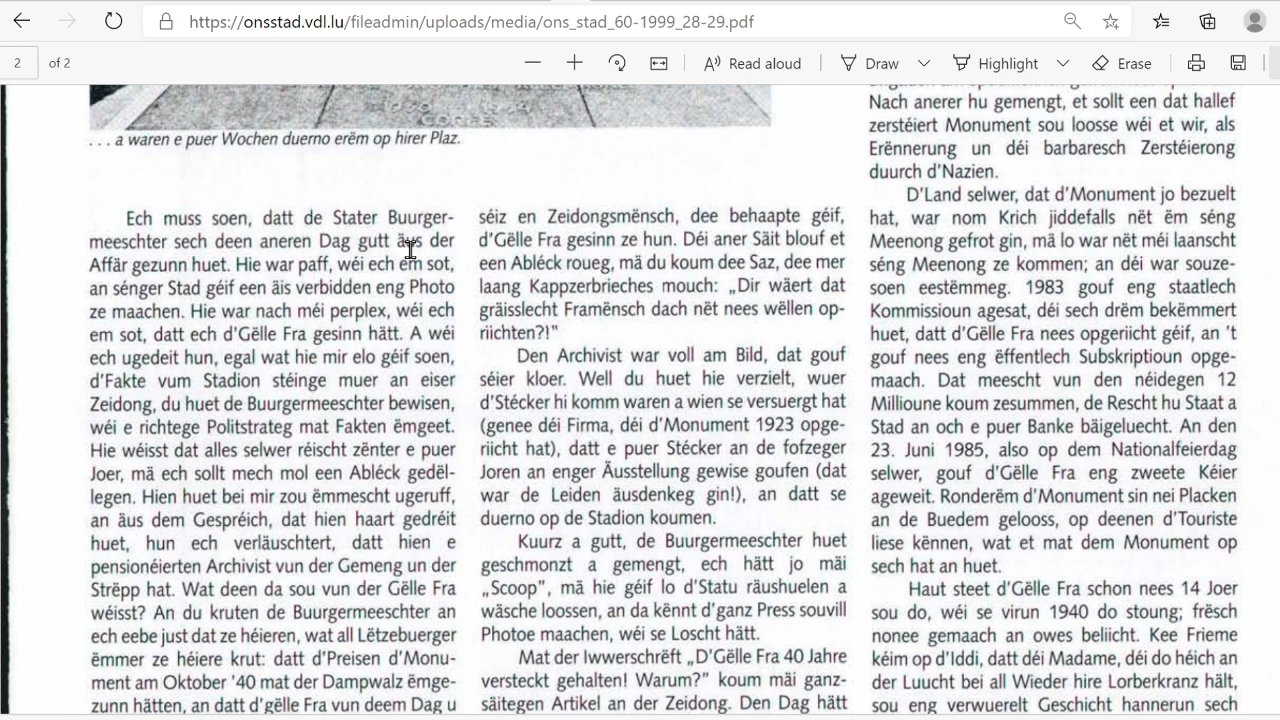 https://onsstad.vdl.lu/fileadmin/uploads/media/ons_stad_60-1999_28-29.pdf
2 of 2
Read aloud
Draw
Highlight
Erase
. . . a waren e puer Wochen duerno erëm op hirer Plaz.
Ech muss soen, datt de Stater Buurger-
meeschter sech deen aneren Dag gutt äus der
Affär gezunn huet. Hie war paff, wéi ech em sot,
an sénger Stad géif een äis verbidden eng Photo
ze maachen. Hie war nach méi perplex, wéi ech
em sot, datt ech d'Gëlle Fra gesinn hätt. A wéi
ech ugedeit hun, egal wat hie mir elo géif soen,
d'Fakte vum Stadion stéinge muer an eiser
Zeidong, du huet de Buurgermeeschter bewisen,
wéi e richtege Politstrateg mat Fakten ëmgeet.
Hie wéisst dat alles selwer réischt zënter e puer
Joer, mä ech sollt mech mol een Abléck gedël-
legen. Hien huet bei mir zou ëmmescht ugeruff,
an äus dem Gespréich, dat hien haart gedréit
huet, hun ech verläuschtert, datt hien e
pensionéierten Archivist vun der Gemeng un der
Strëpp hat. Wat deen da sou vun der Gëlle Fra
wéisst? An du kruten de Buurgermeeschter an
ech eebe just dat ze héieren, wat all Lëtzebuerger
ëmmer ze héiere krut: datt d'Preisen d'Monu-
ment am Oktober '40 mat der Dampwalz ëmge-
zunn hätten, an datt d'gëlle Fra vun deem Dag u
séiz en Zeidongsmënsch, dee behaapte géif,
d'Gëlle Fra gesinn ze hun. Déi aner Säit blouf et
een Abléck roueg, mä du koum dee Saz, dee mer
laang Kappzerbrieches mouch: „Dir wäert dat
gräisslecht Framënsch dach nët nees wëllen op-
riichten?!"
Den Archivist war voll am Bild, dat gouf
séier kloer. Well du huet hie verzielt, wuer
d'Stécker hi komm waren a wien se versuergt hat
(genee déi Firma, déi d'Monument 1923 opge-
riicht hat), datt e puer Stécker an de fofzeger
Joren an enger Äusstellung gewise goufen (dat
war de Leiden äusdenkeg gin!), an datt se
duerno op de Stadion koumen.
Kuurz a gutt, de Buurgermeeschter huet
geschmonzt a gemengt, ech hätt jo mäi
„Scoop", mä hie géif lo d'Statu räushuelen a
wäsche loossen, an da kënnt d'ganz Press souvill
Photoe maachen, wéi se Loscht hätt.
Mat der Iwwerschrëft „D'Gëlle Fra 40 Jahre
versteckt gehalten! Warum?" koum mäi ganz-
säitegen Artikel an der Zeidong. Den Dag hätt
Nach anerer hu gemengt, et sollt een dat hallef
zerstéiert Monument sou loosse wéi et wir, als
Erënnerung un déi barbaresch Zerstéierong
duurch d'Nazien.
D'Land selwer, dat d'Monument jo bezuelt
hat, war nom Krich jiddefalls nët ëm séng
Meenong gefrot gin, mä lo war nët méi laanscht
séng Meenong ze kommen; an déi war souze-
soen eestëmmeg. 1983 gouf eng staatlech
Kommissioun agesat, déi sech drëm bekëmmert
huet, datt d'Gëlle Fra nees opgeriicht géif, an 't
gouf nees eng ëffentlech Subskriptioun opge-
maach. Dat meescht vun den néidegen 12
Millioune koum zesummen, de Rescht hu Staat a
Stad an och e puer Banke bäigeluecht. An den
23. Juni 1985, also op dem Nationalfeierdag
selwer, gouf d'Gëlle Fra eng zweete Kéier
ageweit. Ronderëm d'Monument sin nei Placken
an de Buedem gelooss, op deenen d'Touriste
liese kënnen, wat et mat dem Monument op
sech hat an huet.
Haut steet d'Gëlle Fra schon nees 14 Joer
sou do, wéi se virun 1940 do stoung; frësch
nonee gemaach an owes beliicht. Kee Frieme
kéim op d'Iddi, datt déi Madame, déi do héich an
der Luucht bei all Wieder hire Lorberkranz hält,
sou eng verwuerelt Geschicht hannerun sech